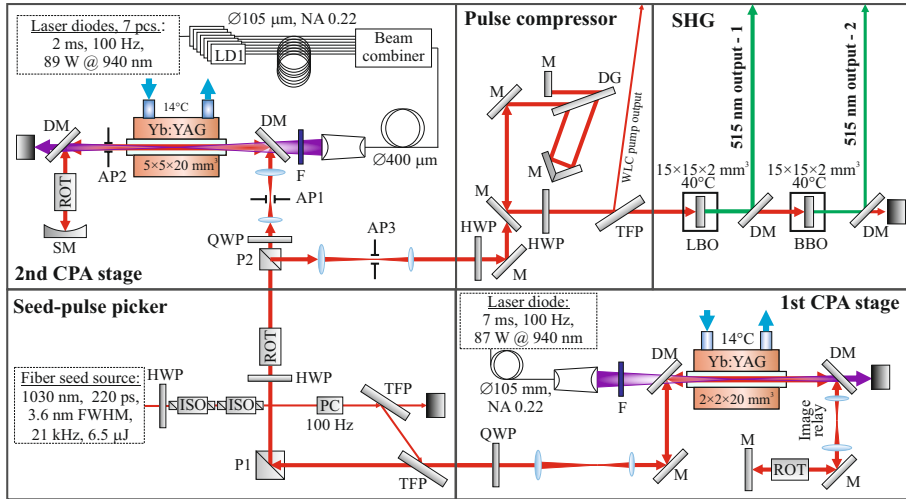 Laser diodes, 7 pcs.:
2 ms, 100 Hz,
89 W @ 940 nm
∅105 μm, NA 0.22
LD1
Beam
combiner
14°C
Yb:YAG
5×5×20 mm³
DM
DM
AP2
F
∅400 μm
ROT
SM
AP1
QWP
AP3
P2
2nd CPA stage
Pulse compressor
M
DG
M
M
M
HWP
HWP
M
TFP
WLC pump output
SHG
515 nm output - 1
515 nm output - 2
15×15×2 mm³
40°C
LBO
DM
15×15×2 mm³
40°C
BBO
DM
Seed-pulse picker
ROT
HWP
Fiber seed source:
1030 nm, 220 ps,
3.6 nm FWHM,
21 kHz, 6.5 μJ
HWP
ISO
ISO
PC
100 Hz
TFP
P1
TFP
1st CPA stage
Laser diode:
7 ms, 100 Hz,
87 W @ 940 nm
∅105 mm,
NA 0.22
F
DM
14°C
Yb:YAG
2×2×20 mm³
DM
QWP
M
Image
relay
M
ROT
M